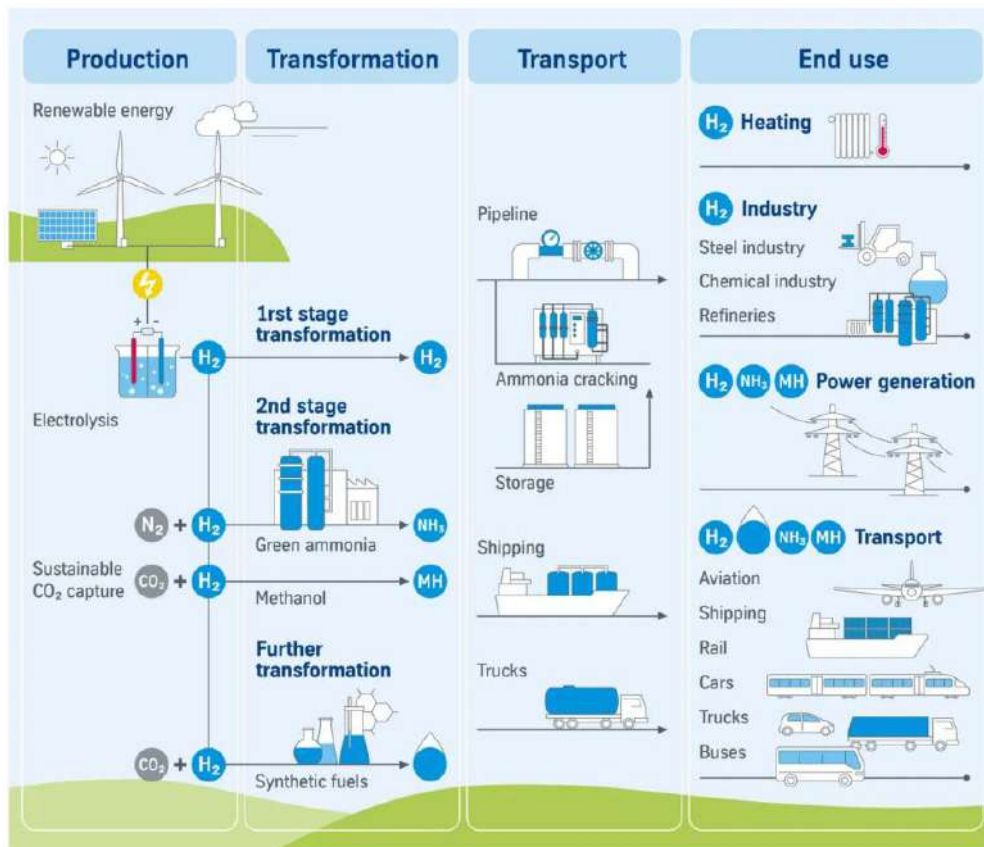 Production
Renewable energy
+ -
H₂
Electrolysis
N₂ + H₂
Sustainable
CO₂ capture
CO₂ + H₂
CO₂ + H₂
Transformation
1rst stage
transformation
H₂
2nd stage
transformation
Green ammonia
NH₃
Methanol
MH
Further
transformation
Synthetic fuels
Transport
Pipeline
Ammonia cracking
Storage
Shipping
Trucks
End use
H₂ Heating
H₂ Industry
Steel industry
Chemical industry
Refineries
H₂ NH₃ MH Power generation
H₂ NH₃ MH Transport
Aviation
Shipping
Rail
Cars
Trucks
Buses